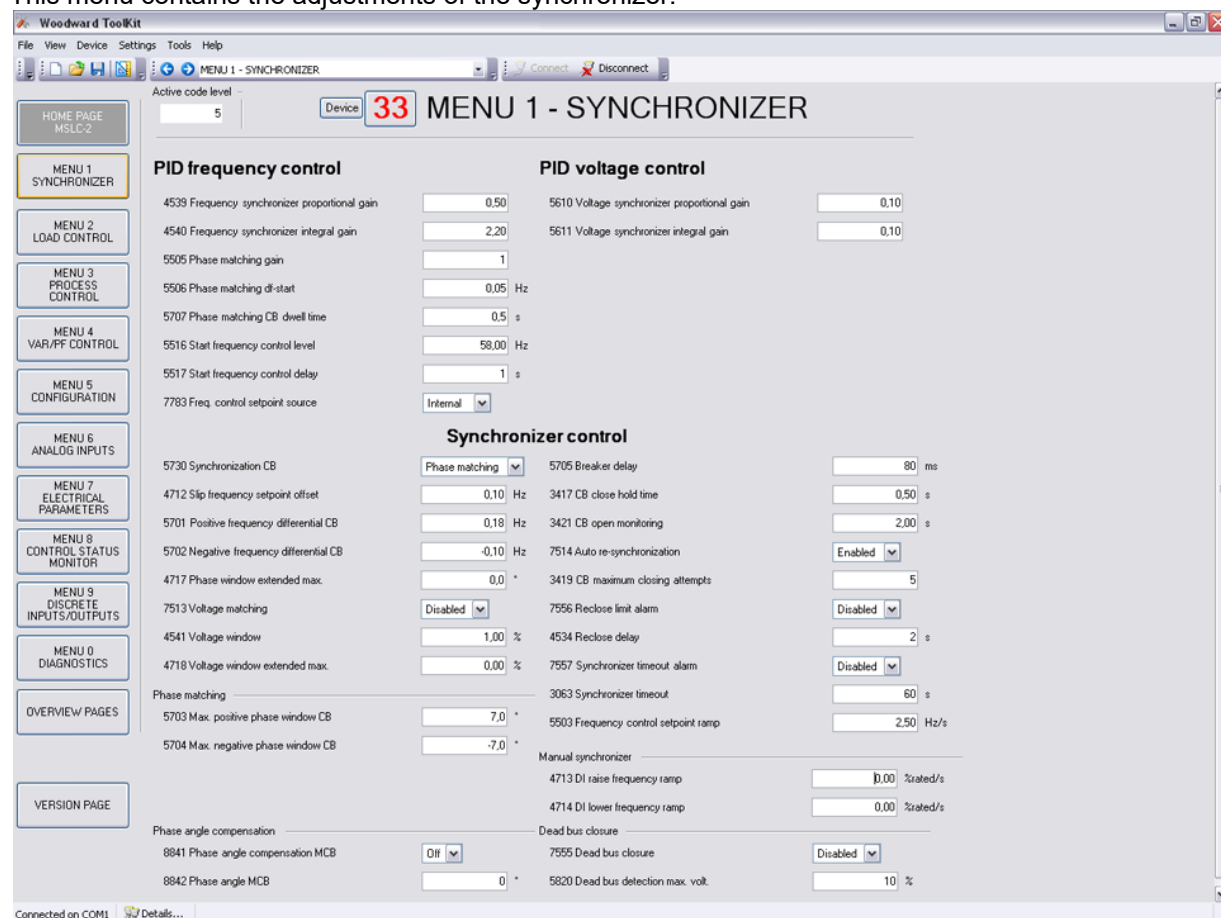 This menu contains the adjustments of the synchronizer.
Woodward ToolKit
File View Device Settings Tools Help
MENU 1 - SYNCHRONIZER
Connect
Disconnect
Active code level
5
Device 33 MENU 1 - SYNCHRONIZER
HOME PAGE
MSLC-2
MENU 1
SYNCHRONIZER
MENU 2
LOAD CONTROL
MENU 3
PROCESS
CONTROL
MENU 4
VAR/PF CONTROL
MENU 5
CONFIGURATION
MENU 6
ANALOG INPUTS
MENU 7
ELECTRICAL
PARAMETERS
MENU 8
CONTROL STATUS
MONITOR
MENU 9
DISCRETE
INPUTS/OUTPUTS
MENU 0
DIAGNOSTICS
OVERVIEW PAGES
VERSION PAGE
PID frequency control
4539 Frequency synchronizer proportional gain 0,50
4540 Frequency synchronizer integral gain 2,20
5505 Phase matching gain 1
5506 Phase matching df-start 0,05 Hz
5707 Phase matching CB dwell time 0,5 s
5516 Start frequency control level 58,00 Hz
5517 Start frequency control delay 1 s
7783 Freq. control setpoint source Internal
PID voltage control
5610 Voltage synchronizer proportional gain 0,10
5611 Voltage synchronizer integral gain 0,10
Synchronizer control
5730 Synchronization CB Phase matching
4712 Slip frequency setpoint offset 0,10 Hz
5701 Positive frequency differential CB 0,18 Hz
5702 Negative frequency differential CB -0,10 Hz
4717 Phase window extended max. 0,0 °
7513 Voltage matching Disabled
4541 Voltage window 1,00 %
4718 Voltage window extended max. 0,00 %
Phase matching
5703 Max. positive phase window CB 7,0 °
5704 Max. negative phase window CB -7,0 °
Phase angle compensation
8841 Phase angle compensation MCB Off
8842 Phase angle MCB 0 °
5705 Breaker delay 80 ms
3417 CB close hold time 0,50 s
3421 CB open monitoring 2,00 s
7514 Auto re-synchronization Enabled
3419 CB maximum closing attempts 5
7556 Reclose limit alarm Disabled
4534 Reclose delay 2 s
7557 Synchronizer timeout alarm Disabled
3063 Synchronizer timeout 60 s
5503 Frequency control setpoint ramp 2,50 Hz/s
Manual synchronizer
4713 DI raise frequency ramp 0,00 %rated/s
4714 DI lower frequency ramp 0,00 %rated/s
Dead bus closure
7555 Dead bus closure Disabled
5820 Dead bus detection max. volt. 10 %
Connected on COM1 Details...